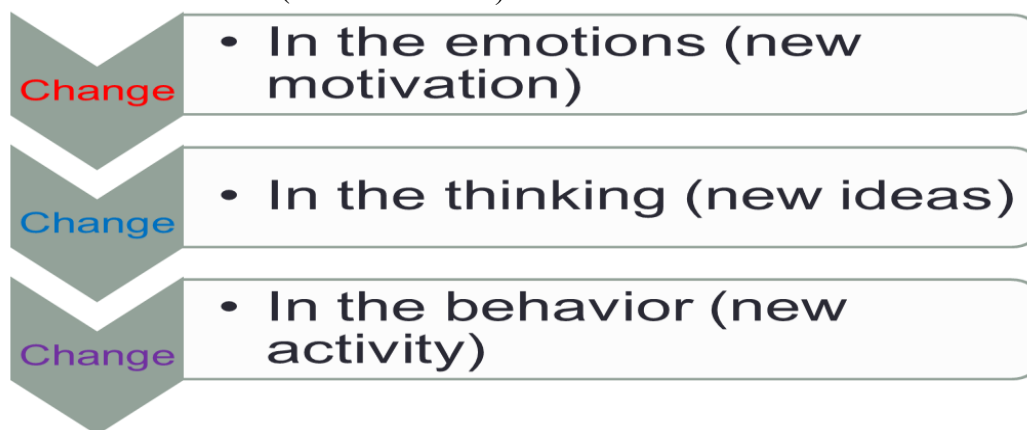 Change
• In the emotions (new
motivation)
Change
• In the thinking (new ideas)
Change
• In the behavior (new
activity)